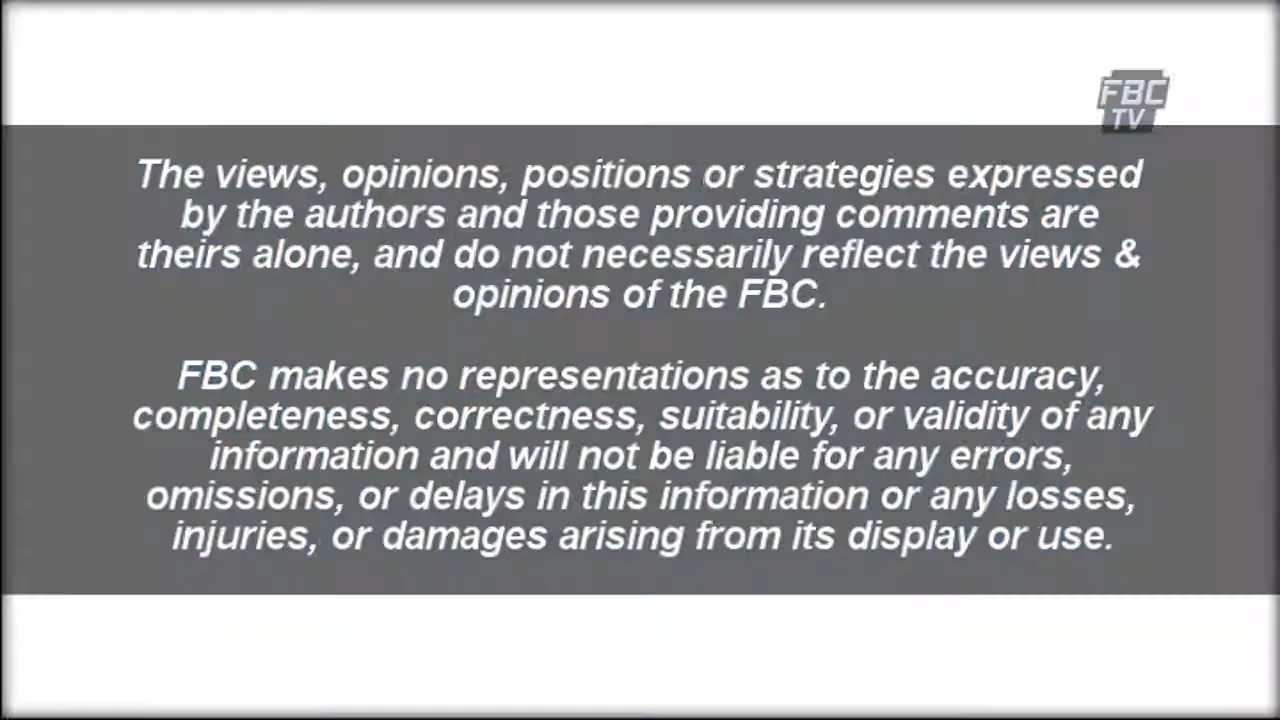 FBC
TV
The views, opinions, positions or strategies expressed
by the authors and those providing comments are
theirs alone, and do not necessarily reflect the views &
opinions of the FBC.
FBC makes no representations as to the accuracy,
completeness, correctness, suitability, or validity of any
information and will not be liable for any errors,
omissions, or delays in this information or any losses,
injuries, or damages arising from its display or use.